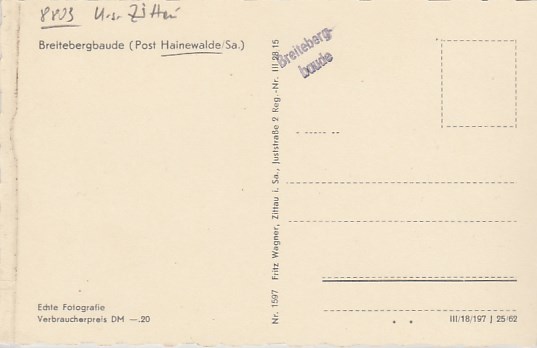 8803 Krs. Zittau
Breitebergbaude (Post Hainewalde/Sa.)
Echte Fotografie
Verbraucherpreis DM —.20
Nr. 1597 Fritz Wagner, Zittau i. Sa., Juststraße 2 Reg.-Nr. III 28 15
Breiteberg-
baude
III/18/197 J 25/62